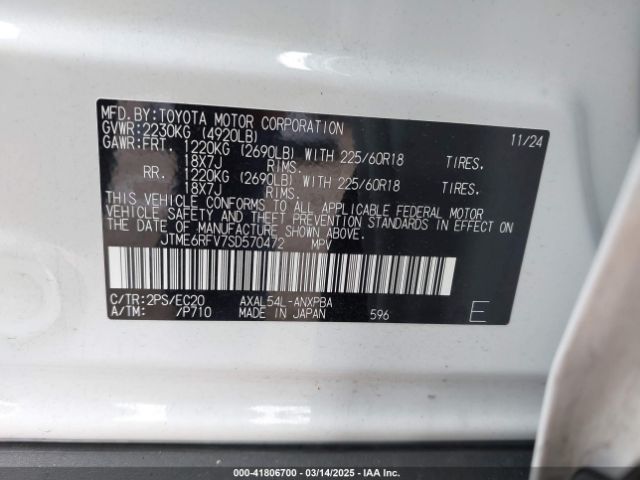 MFD.BY:TOYOTA MOTOR CORPORATION 11/24
GVWR:2230KG (4920LB)
GAWR:FRT. 1220KG (2690LB) WITH 225/60R18 TIRES.
18X7J RIMS.
RR. 1220KG (2690LB) WITH 225/60R18 TIRES.
18X7J RIMS.
THIS VEHICLE CONFORMS TO ALL APPLICABLE FEDERAL MOTOR
VEHICLE SAFETY AND THEFT PREVENTION STANDARDS IN EFFECT ON
THE DATE OF MANUFACTURE SHOWN ABOVE.
JTME6RFV7SD570472 MPV
C/TR:2PS/EC20 AXAL54L-ANXPBA
A/TM: /P710 MADE IN JAPAN 596 E
000-41806700 - 03/14/2025 - IAA Inc.